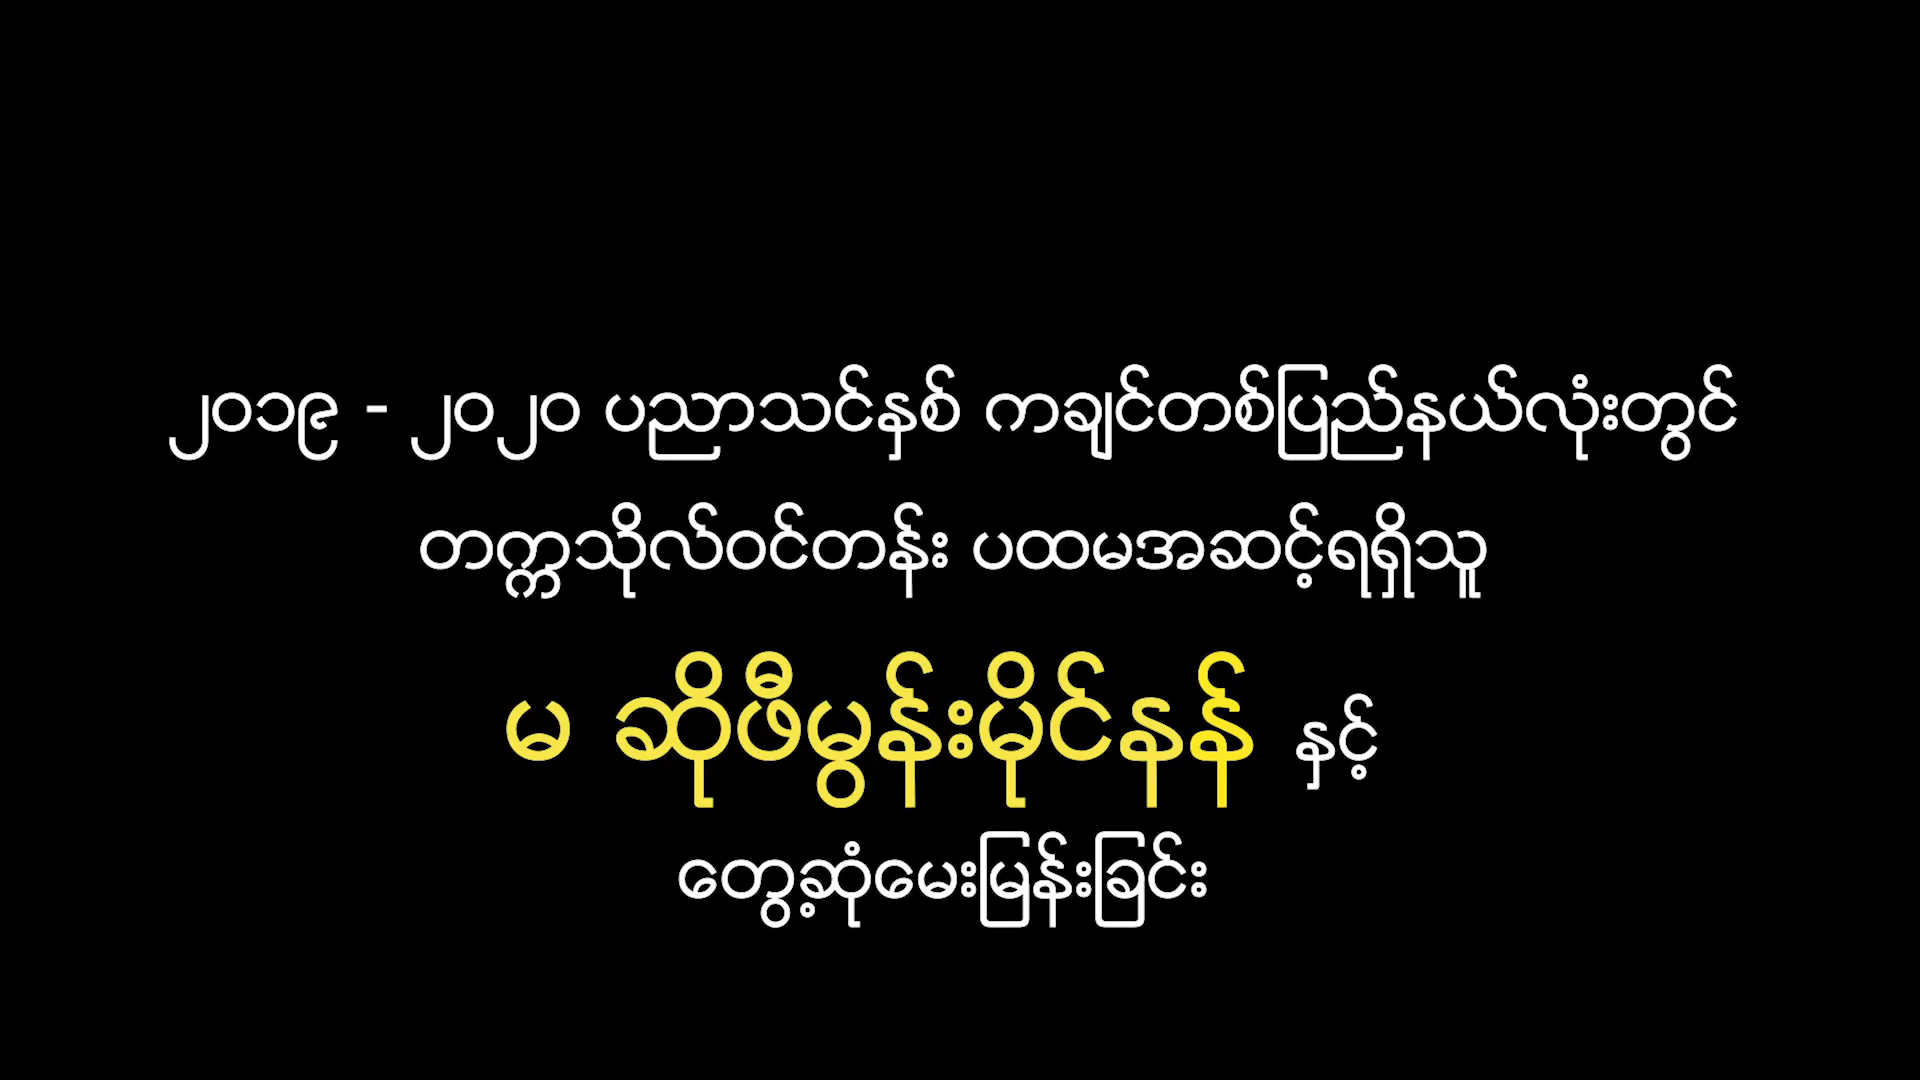 ၂၀၁၉ - ၂၀၂၀ ပညာသင်နှစ် ကချင်တစ်ပြည်နယ်လုံးတွင်
တက္ကသိုလ်ဝင်တန်း ပထမအဆင့်ရရှိသူ
မ ဆိုဖီမွန်းမိုင်နန် နှင့်
တွေ့ဆုံမေးမြန်းခြင်း